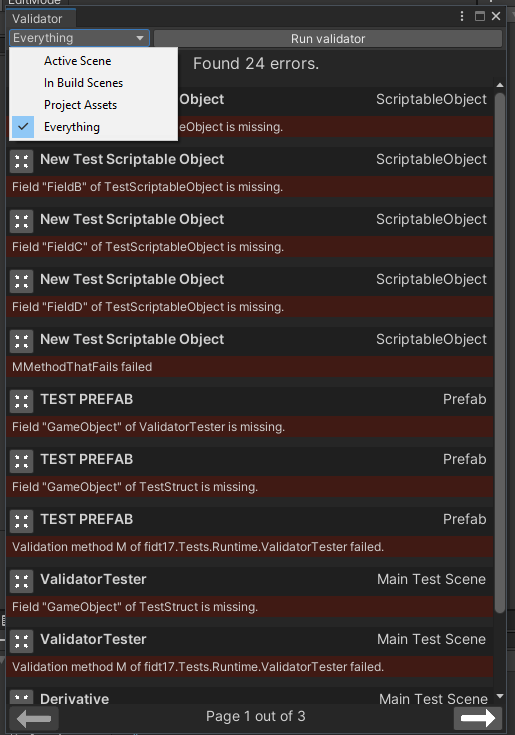 EditMode
Validator
Everything
Run validator
Active Scene
In Build Scenes
Project Assets
Everything
Found 24 errors.
Object ScriptableObject
eObject is missing.
New Test Scriptable Object ScriptableObject
Field "FieldB" of TestScriptableObject is missing.
New Test Scriptable Object ScriptableObject
Field "FieldC" of TestScriptableObject is missing.
New Test Scriptable Object ScriptableObject
Field "FieldD" of TestScriptableObject is missing.
New Test Scriptable Object ScriptableObject
MMethodThatFails failed
TEST PREFAB Prefab
Field "GameObject" of ValidatorTester is missing.
TEST PREFAB Prefab
Field "GameObject" of TestStruct is missing.
TEST PREFAB Prefab
Validation method M of fidt17.Tests.Runtime.ValidatorTester failed.
ValidatorTester Main Test Scene
Field "GameObject" of TestStruct is missing.
ValidatorTester Main Test Scene
Validation method M of fidt17.Tests.Runtime.ValidatorTester failed.
Derivative Main Test Scene
Page 1 out of 3